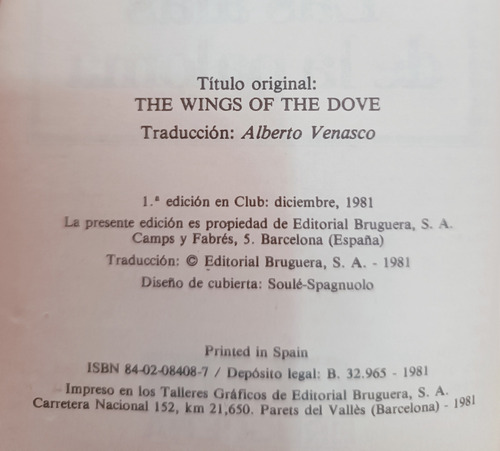 Título original:
THE WINGS OF THE DOVE
Traducción: Alberto Venasco
1.ª edición en Club: diciembre, 1981
La presente edición es propiedad de Editorial Bruguera, S. A.
Camps y Fabrés, 5. Barcelona (España)
Traducción: © Editorial Bruguera, S. A. - 1981
Diseño de cubierta: Soulé-Spagnuolo
Printed in Spain
ISBN 84-02-08408-7 / Depósito legal: B. 32.965 - 1981
Impreso en los Talleres Gráficos de Editorial Bruguera, S. A.
Carretera Nacional 152, km 21,650. Parets del Vallès (Barcelona) - 1981